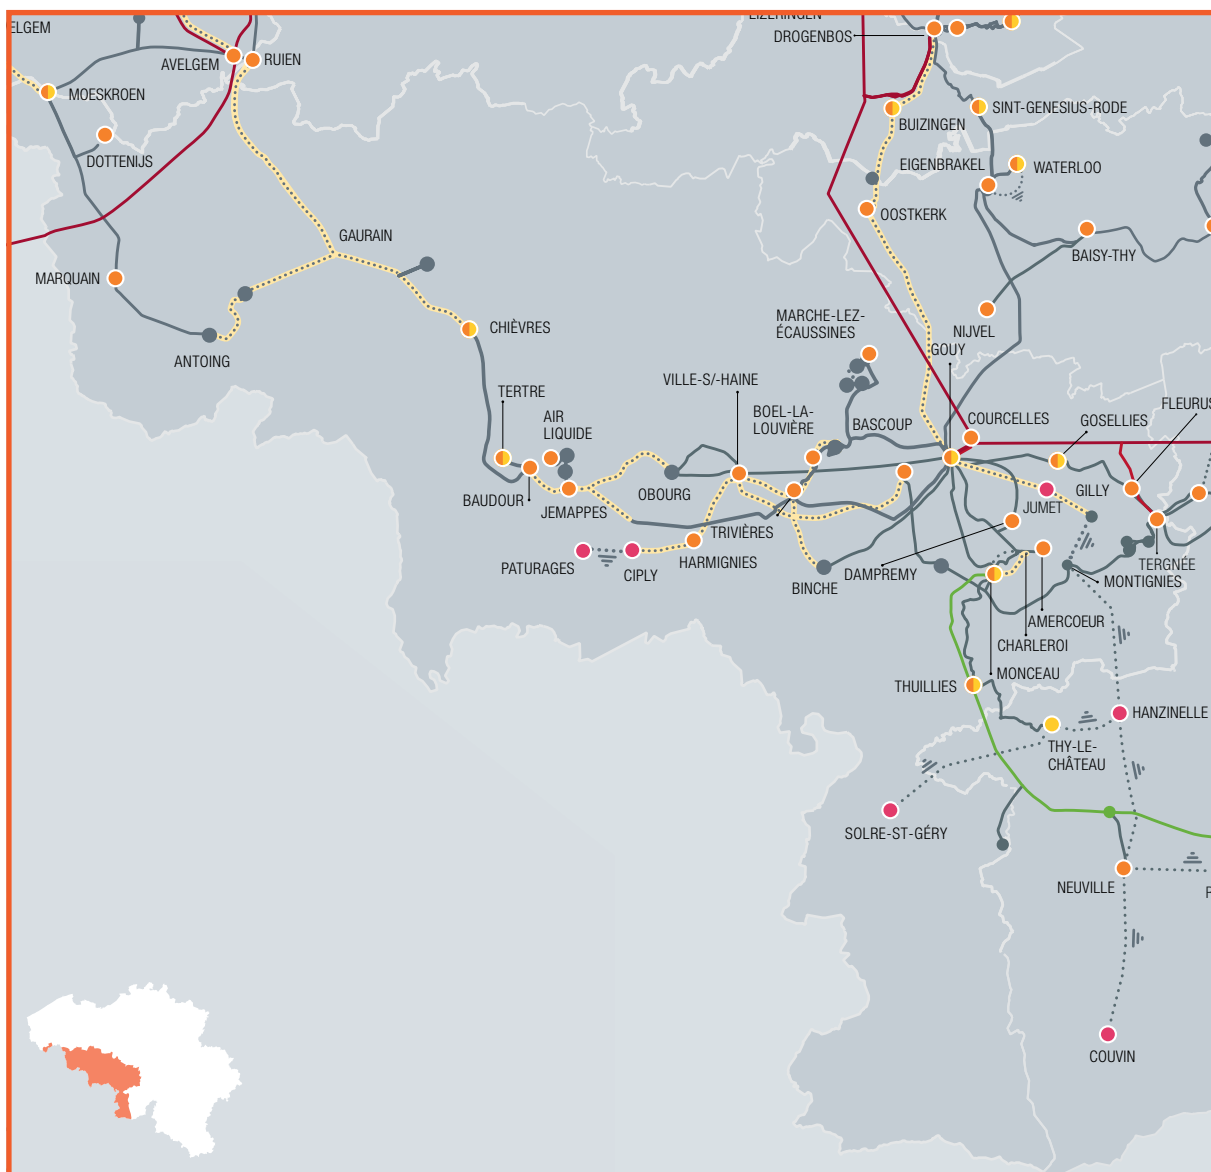 ELGEM
DROGENBOS
AVELGEM
RUIEN
MOESKROEN
SINT-GENESIUS-RODE
BUIZINGEN
DOTTENIJS
EIGENBRAKEL
WATERLOO
OOSTKERK
GAURAIN
BAISY-THY
MARQUAIN
MARCHE-LEZ-
ÉCAUSSINES
NIJVEL
CHIÈVRES
GOUY
ANTOING
VILLE-S/-HAINE
TERTRE
FLEURUS
AIR
LIQUIDE
BOEL-LA-
LOUVIÈRE
BASCOUP
COURCELLES
GOSELLIES
OBOURG
GILLY
BAUDOUR
JEMAPPES
JUMET
TRIVIÈRES
PATURAGES
CIPLY
HARMIGNIES
TERGNÉE
BINCHE
DAMPREMY
MONTIGNIES
AMERCOEUR
CHARLEROI
MONCEAU
THUILLIES
HANZINELLE
THY-LE-
CHÂTEAU
SOLRE-ST-GÉRY
NEUVILLE
COUVIN